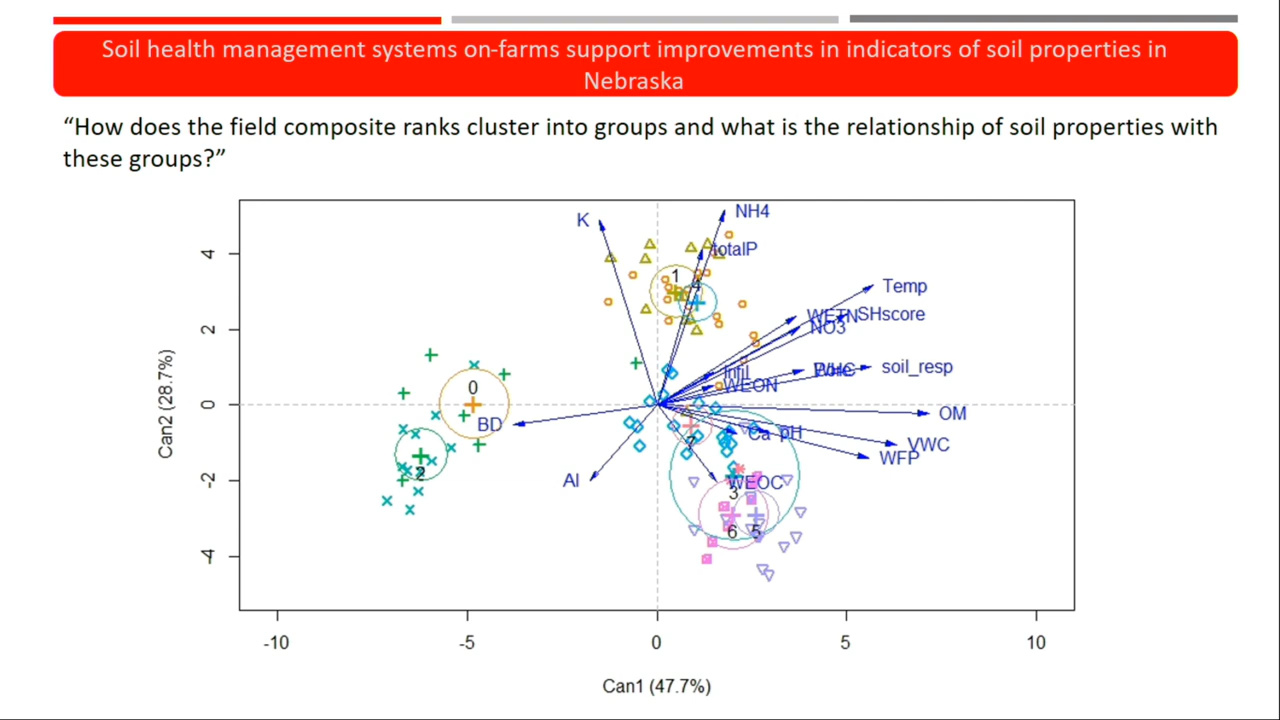 Soil health management systems on-farms support improvements in indicators of soil properties in
Nebraska
“How does the field composite ranks cluster into groups and what is the relationship of soil properties with
these groups?”
K
NH4
totalP
1
4
Temp
WETN
SHscore
NO3
Infil
WHC
soil_resp
WEON
0
BD
OM
Ca
pH
7
VWC
WFP
2
Al
WEOC
3
6
5
4
2
0
-2
-4
Can2 (28.7%)
-10
-5
0
5
10
Can1 (47.7%)